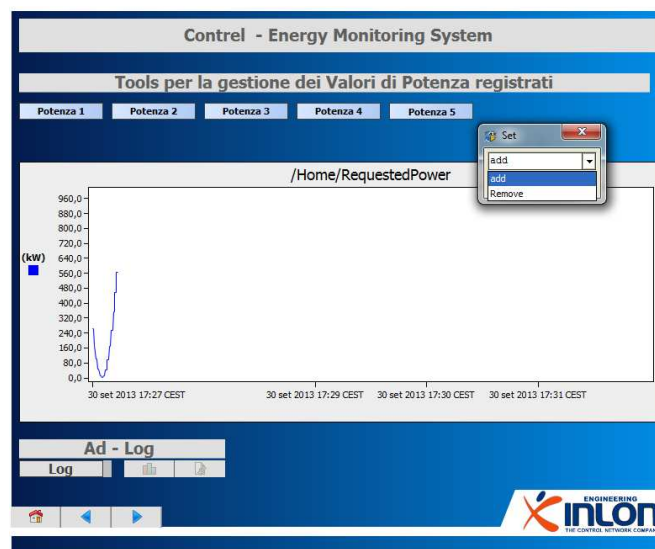 Contrel - Energy Monitoring System
Tools per la gestione dei Valori di Potenza registrati
Potenza 1 Potenza 2 Potenza 3 Potenza 4 Potenza 5
Set
add
add
Remove
/Home/RequestedPower
960,0
880,0
800,0
720,0
(kW) 640,0
560,0
480,0
400,0
320,0
240,0
160,0
80,0
0,0
30 set 2013 17:27 CEST 30 set 2013 17:29 CEST 30 set 2013 17:30 CEST 30 set 2013 17:31 CEST
Ad - Log
Log
ENGINEERING
INLON
THE CONTROL NETWORK COMPAN